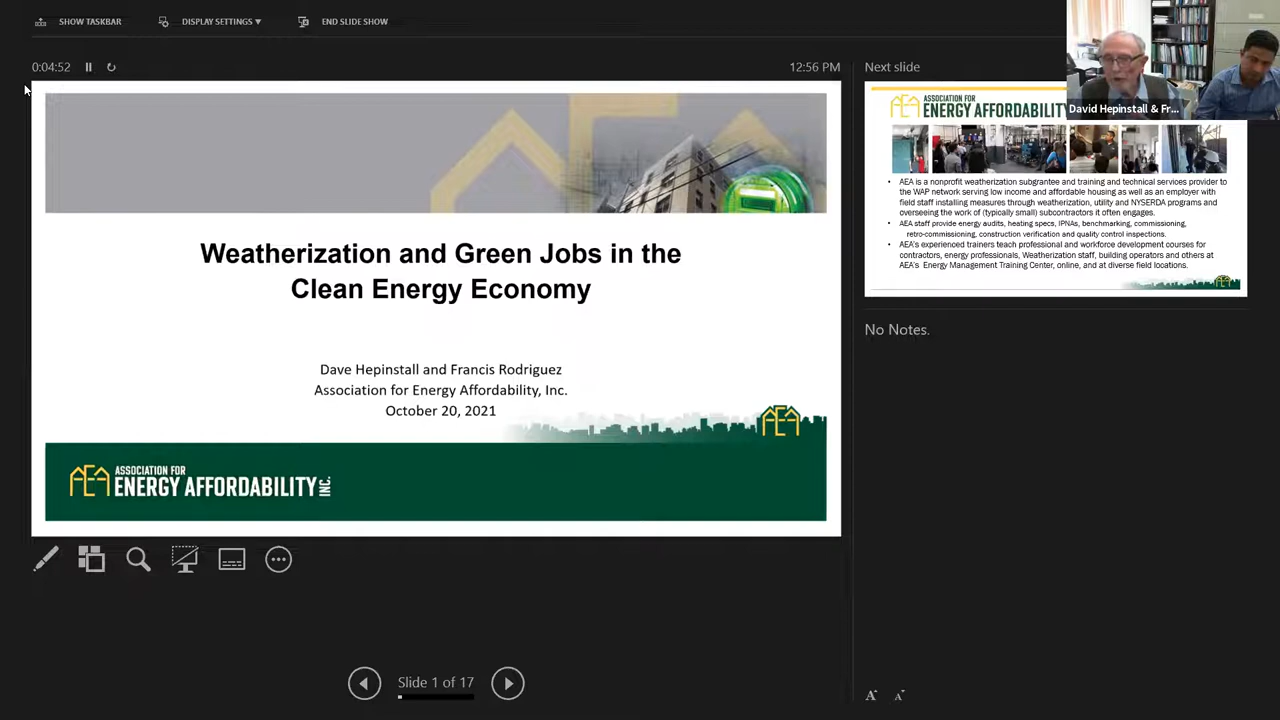 SHOW TASKBAR
DISPLAY SETTINGS ▼
END SLIDE SHOW
0:04:52
12:56 PM
Weatherization and Green Jobs in the
Clean Energy Economy
Dave Hepinstall and Francis Rodriguez
Association for Energy Affordability, Inc.
October 20, 2021
AEA
AEA ASSOCIATION FOR
ENERGY AFFORDABILITY INC.
Slide 1 of 17
Next slide
David Hepinstall & Fr...
AEA ASSOCIATION FOR
ENERGY AFFORDABILITY
• AEA is a nonprofit weatherization subgrantee and training and technical services provider to
the WAP network serving low income and affordable housing as well as an employer with
field staff installing measures through weatherization, utility and NYSERDA programs and
overseeing the work of (typically small) subcontractors it often engages.
• AEA staff provide energy audits, heating specs, IPNAs, benchmarking, commissioning,
retro-commissioning, construction verification and quality control inspections.
• AEA's experienced trainers teach professional and workforce development courses for
contractors, energy professionals, Weatherization staff, building operators and others at
AEA's Energy Management Training Center, online, and at diverse field locations.
No Notes.
A A